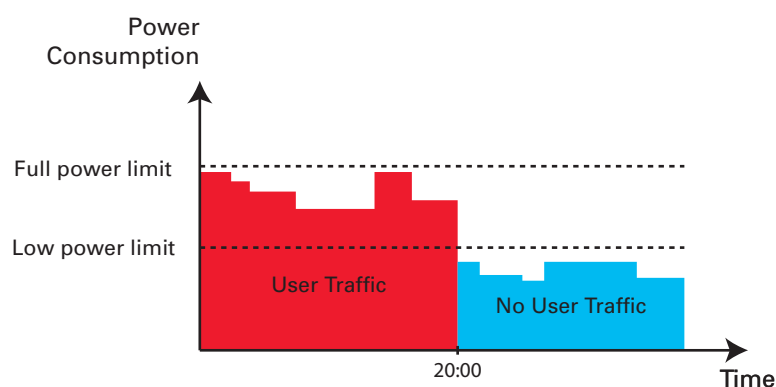 Power
Consumption
Full power limit
Low power limit
User Traffic
No User Traffic
20:00
Time